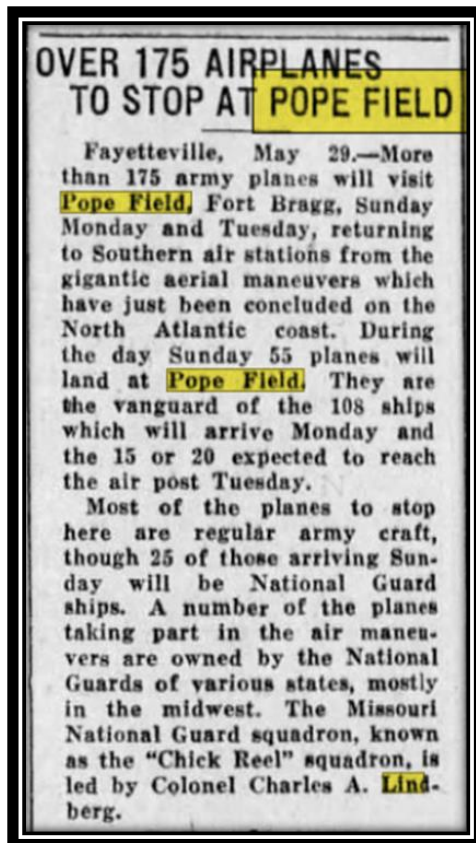 OVER 175 AIRPLANES
TO STOP AT POPE FIELD
Fayetteville, May 29.—More
than 175 army planes will visit
Pope Field, Fort Bragg, Sunday
Monday and Tuesday, returning
to Southern air stations from the
gigantic aerial maneuvers which
have just been concluded on the
North Atlantic coast. During
the day Sunday 55 planes will
land at Pope Field. They are
the vanguard of the 108 ships
which will arrive Monday and
the 15 or 20 expected to reach
the air post Tuesday.
Most of the planes to stop
here are regular army craft,
though 25 of those arriving Sun-
day will be National Guard
ships. A number of the planes
taking part in the air maneu-
vers are owned by the National
Guards of various states, mostly
in the midwest. The Missouri
National Guard squadron, known
as the “Chick Reel” squadron, is
led by Colonel Charles A. Lind-
berg.